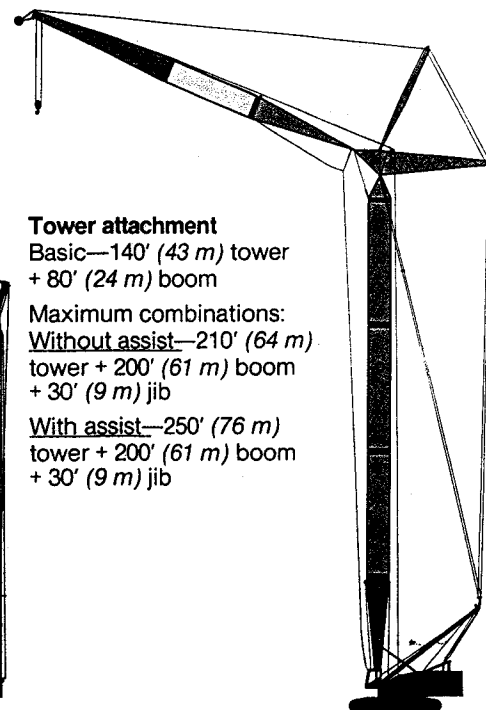 Tower attachment
Basic—140' (43 m) tower
+ 80' (24 m) boom
Maximum combinations:
Without assist—210' (64 m)
tower + 200' (61 m) boom
+ 30' (9 m) jib
With assist—250' (76 m)
tower + 200' (61 m) boom
+ 30' (9 m) jib